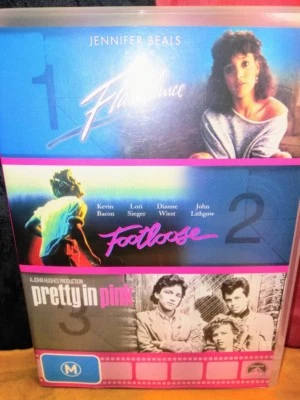 JENNIFER BEALS
1
Flashdance
Kevin Bacon
Lori Singer
Dianne Wiest
John Lithgow
Footloose
2
A JOHN HUGHES PRODUCTION
pretty in pink
3
M